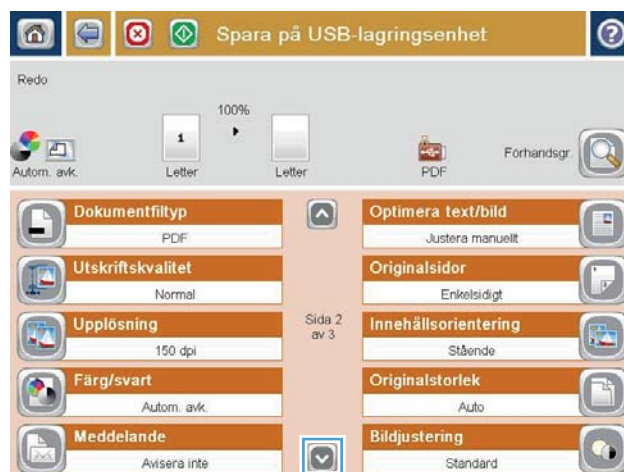 Spara på USB-lagringsenhet
Redo
100%
1
Autom. avk.
Letter
Letter
PDF
Förhandsgr.
Dokumentfiltyp
PDF
Utskriftskvalitet
Normal
Upplösning
150 dpi
Färg/svart
Autom. avk.
Meddelande
Avisera inte
Sida 2
av 3
Optimera text/bild
Justera manuellt
Originalsidor
Enkelsidigt
Innehållsorientering
Stående
Originalstorlek
Auto
Bildjustering
Standard